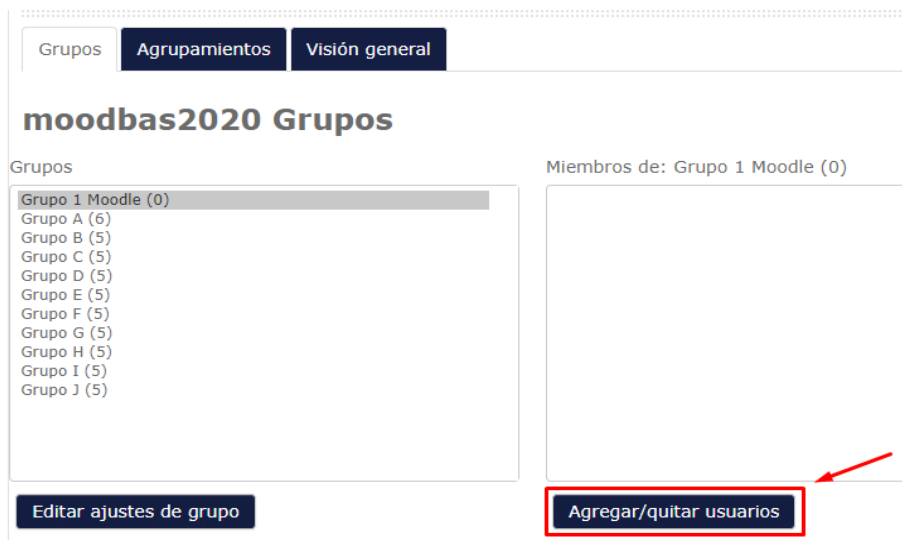 Grupos
Agrupamientos
Visión general
moodbas2020 Grupos
Grupos
Miembros de: Grupo 1 Moodle (0)
Grupo 1 Moodle (0)
Grupo A (6)
Grupo B (5)
Grupo C (5)
Grupo D (5)
Grupo E (5)
Grupo F (5)
Grupo G (5)
Grupo H (5)
Grupo I (5)
Grupo J (5)
Editar ajustes de grupo
Agregar/quitar usuarios